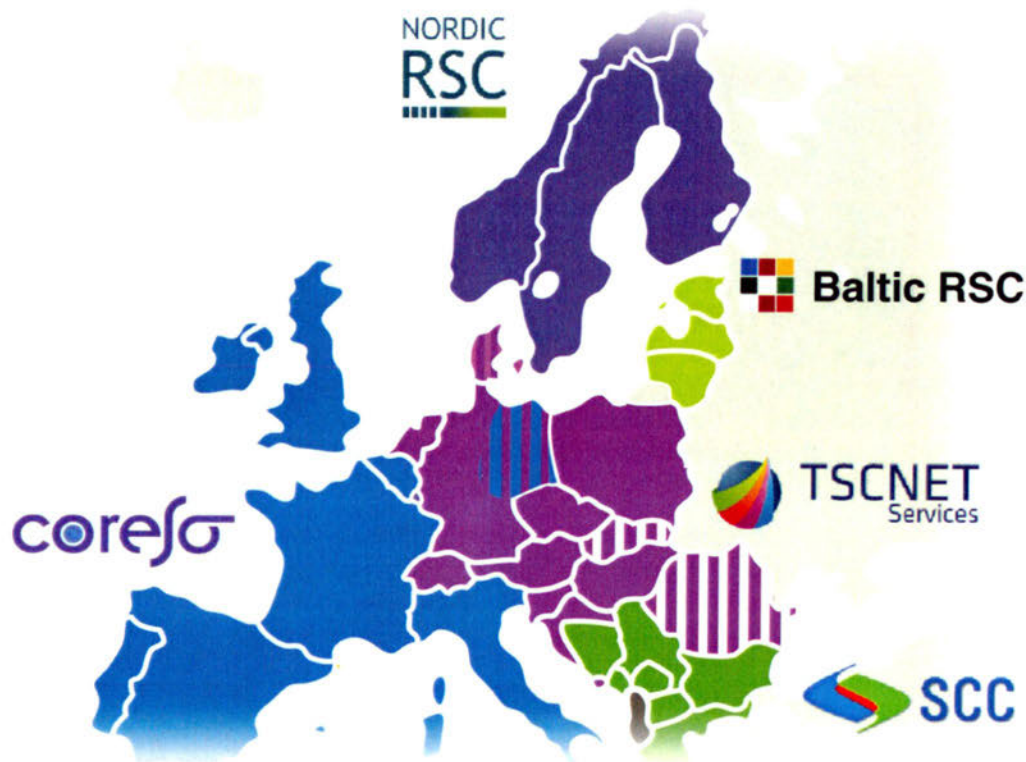 NORDIC
RSC
Baltic RSC
TSCNET
Services
coreso
SCC